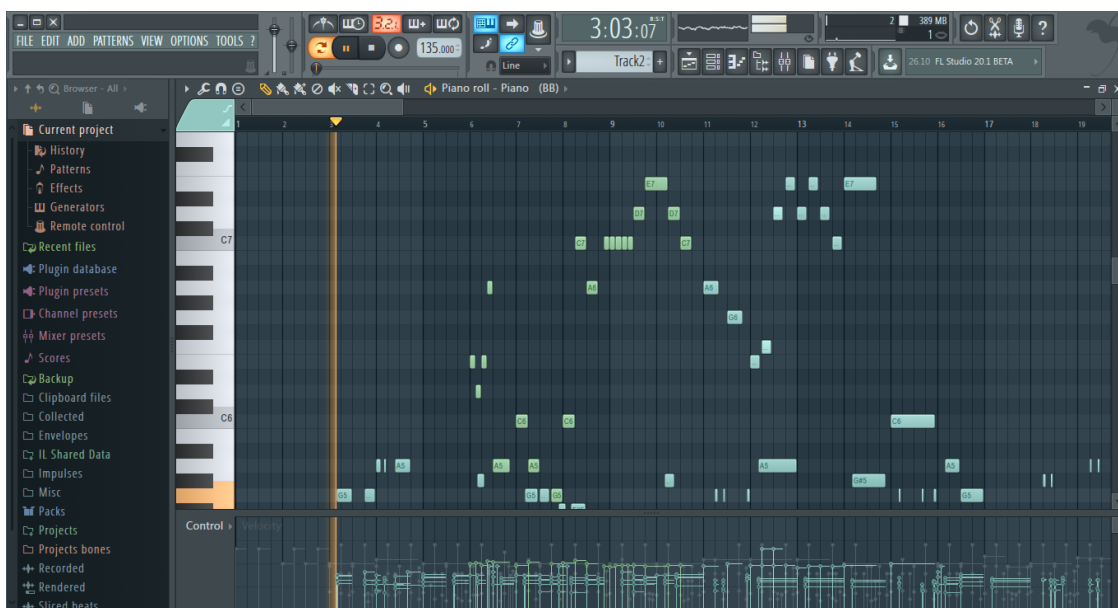 3:03:07 B:S:T
2 389 MB
1
FILE EDIT ADD PATTERNS VIEW OPTIONS TOOLS ?
3:2:
135.000
Line
Track2
26.10 FL Studio 20.1 BETA
Browser - All
Piano roll - Piano (BB)
1 2 3 4 5 6 7 8 9 10 11 12 13 14 15 16 17 18 19
Current project
History
Patterns
Effects
Generators
Remote control
Recent files
Plugin database
Plugin presets
Channel presets
Mixer presets
Scores
Backup
Clipboard files
Collected
Envelopes
IL Shared Data
Impulses
Misc
Packs
Projects
Projects bones
Recorded
Rendered
Sliced beats
E7 E7
D7 D7
C7 C7 C7
A6 A6
G6
C6 C6 C6 C6
A5 A5 A5 A5 A5
G#5
G5 G5 G5 G5
Control Velocity